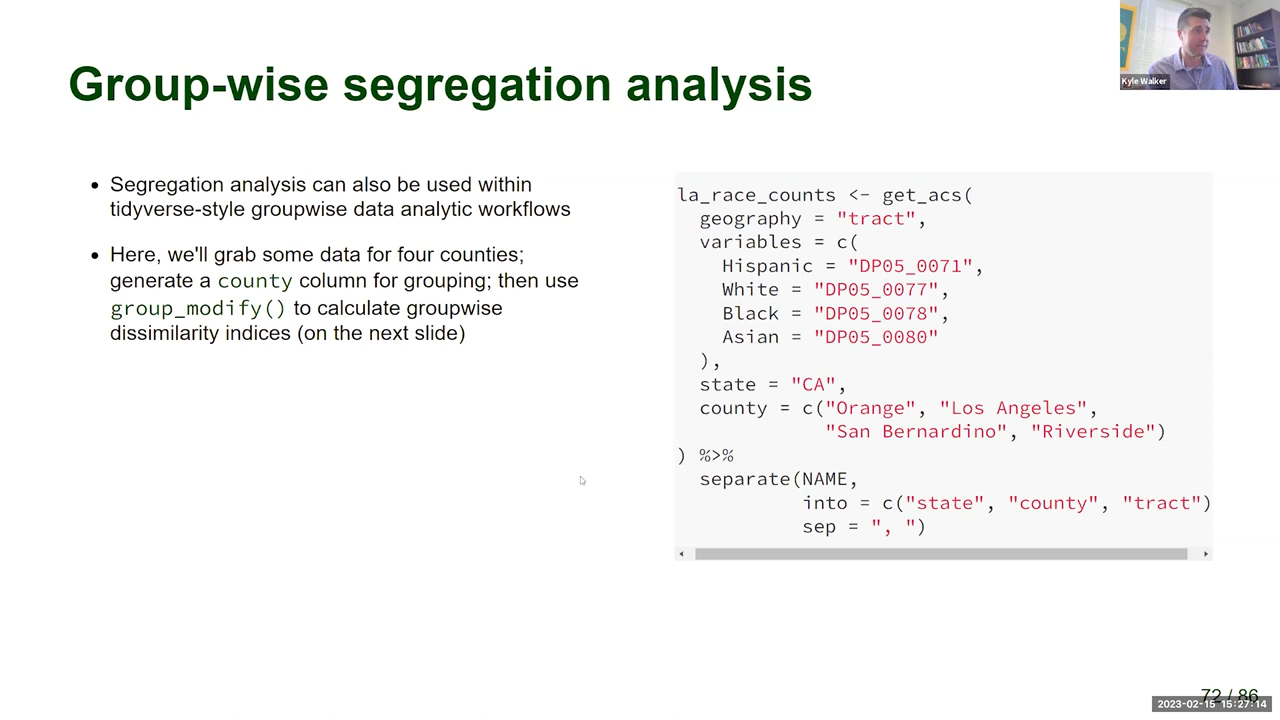 Group-wise segregation analysis
Kyle Walker
• Segregation analysis can also be used within
tidyverse-style groupwise data analytic workflows
• Here, we'll grab some data for four counties;
generate a county column for grouping; then use
group_modify() to calculate groupwise
dissimilarity indices (on the next slide)
la_race_counts <- get_acs(
  geography = "tract",
  variables = c(
    Hispanic = "DP05_0071",
    White = "DP05_0077",
    Black = "DP05_0078",
    Asian = "DP05_0080"
  ),
  state = "CA",
  county = c("Orange", "Los Angeles",
             "San Bernardino", "Riverside")
) %>%
  separate(NAME,
           into = c("state", "county", "tract")
           sep = ", ")
72 / 86
2023-02-15 15:27:14